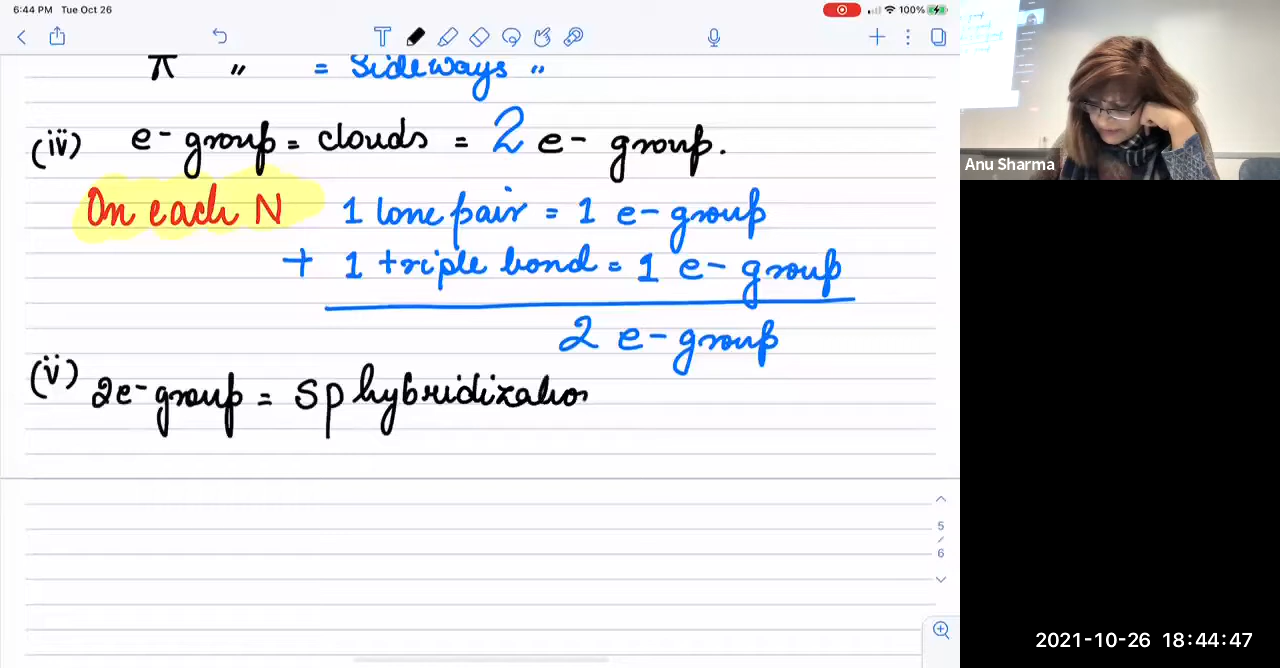 6:44 PM Tue Oct 26
100%
π " = Sideways "
(iv) e- group = clouds = 2 e- group.
On each N 1 lone pair = 1 e- group
+ 1 triple bond = 1 e- group
2 e- group
(v) 2e- group = sp hybridization
5
/
6
Anu Sharma
2021-10-26 18:44:47